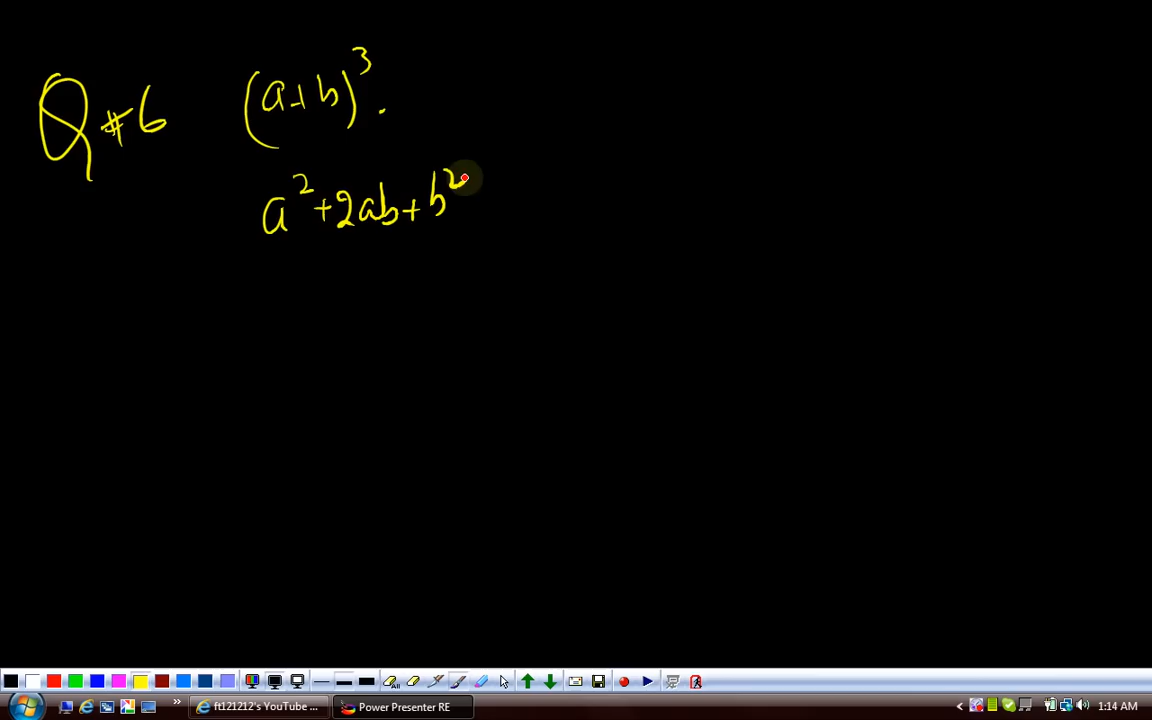 Q #6 (a+b)³.
a²+2ab+b²
ft121212's YouTube ... Power Presenter RE 1:14 AM